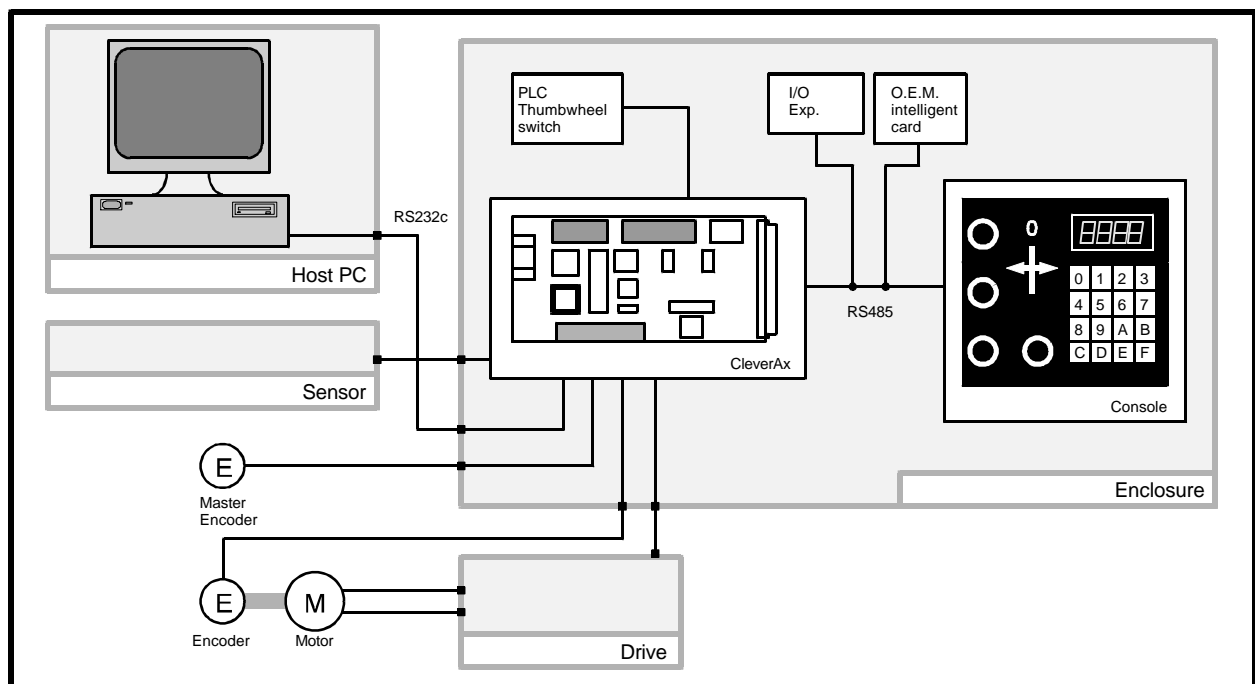 PLC
Thumbwheel
switch
I/O
Exp.
O.E.M.
intelligent
card
RS232c
Host PC
0
8888
0 1 2 3
4 5 6 7
8 9 A B
C D E F
RS485
CleverAx
Console
Sensor
E
Master
Encoder
Enclosure
E
M
Encoder
Motor
Drive